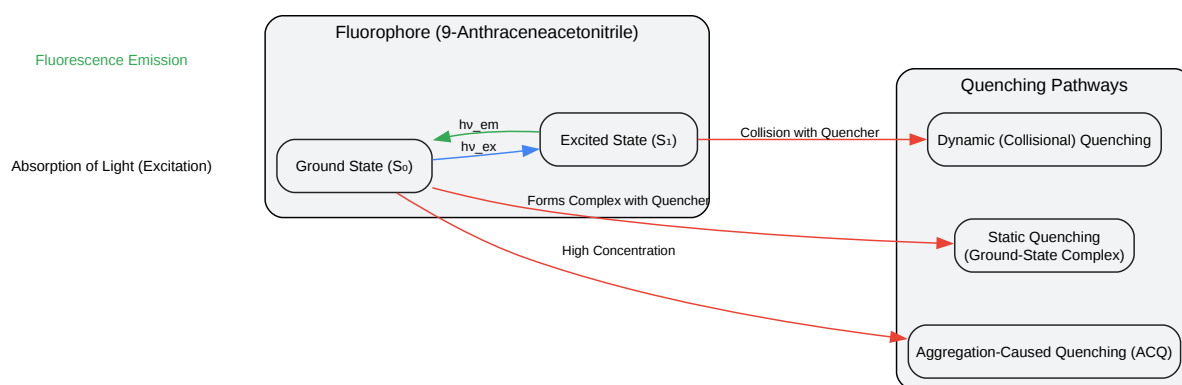 Fluorophore (9-Anthraceneacetonitrile)
Fluorescence Emission
Quenching Pathways
hν_em
Excited State (S₁)
Collision with Quencher
Dynamic (Collisional) Quenching
hν_ex
Absorption of Light (Excitation)
Ground State (S₀)
Forms Complex with Quencher
Static Quenching
(Ground-State Complex)
High Concentration
Aggregation-Caused Quenching (ACQ)